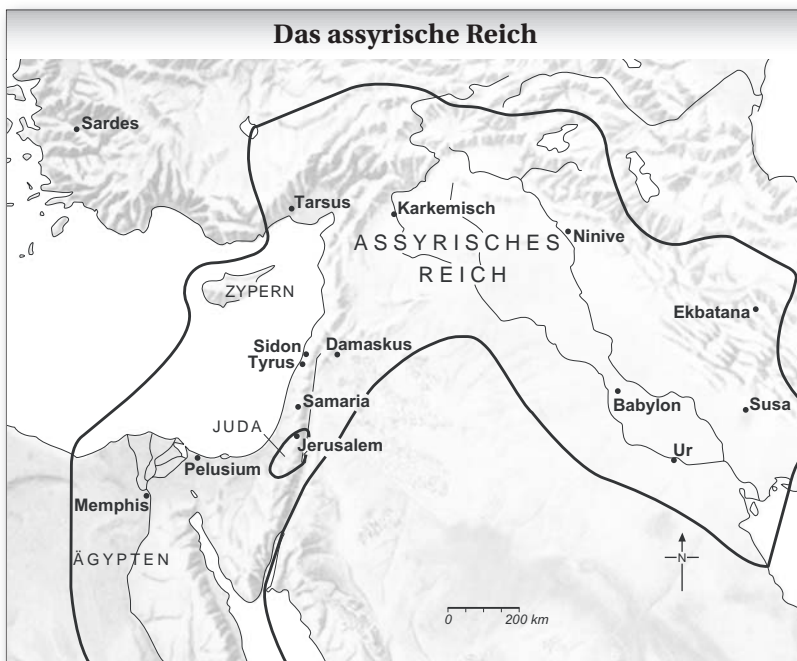 Das assyrische Reich
Sardes
Tarsus
Karkemisch
ASSYRISCHES
REICH
Ninive
ZYPERN
Ekbatana
Sidon
Damaskus
Tyrus
Samaria
Babylon
Susa
JUDA
Jerusalem
Ur
Pelusium
Memphis
ÄGYPTEN
N
0 200 km